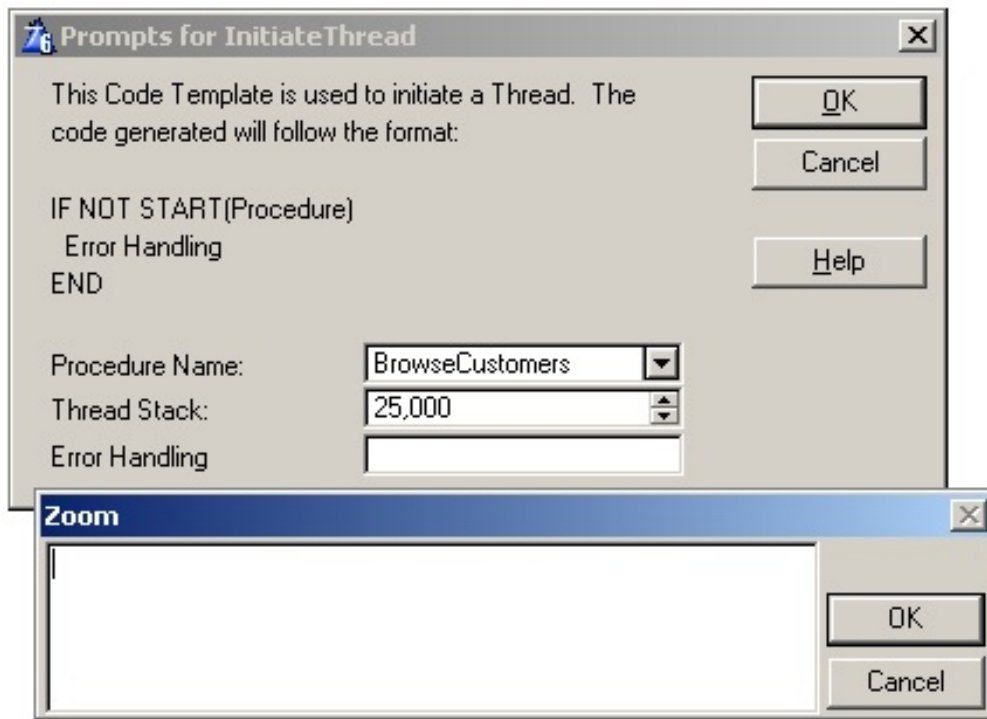 Prompts for InitiateThread
This Code Template is used to initiate a Thread. The
code generated will follow the format:
OK
Cancel
IF NOT START(Procedure)
Error Handling
END
Help
Procedure Name:
BrowseCustomers
Thread Stack:
25,000
Error Handling
Zoom
OK
Cancel